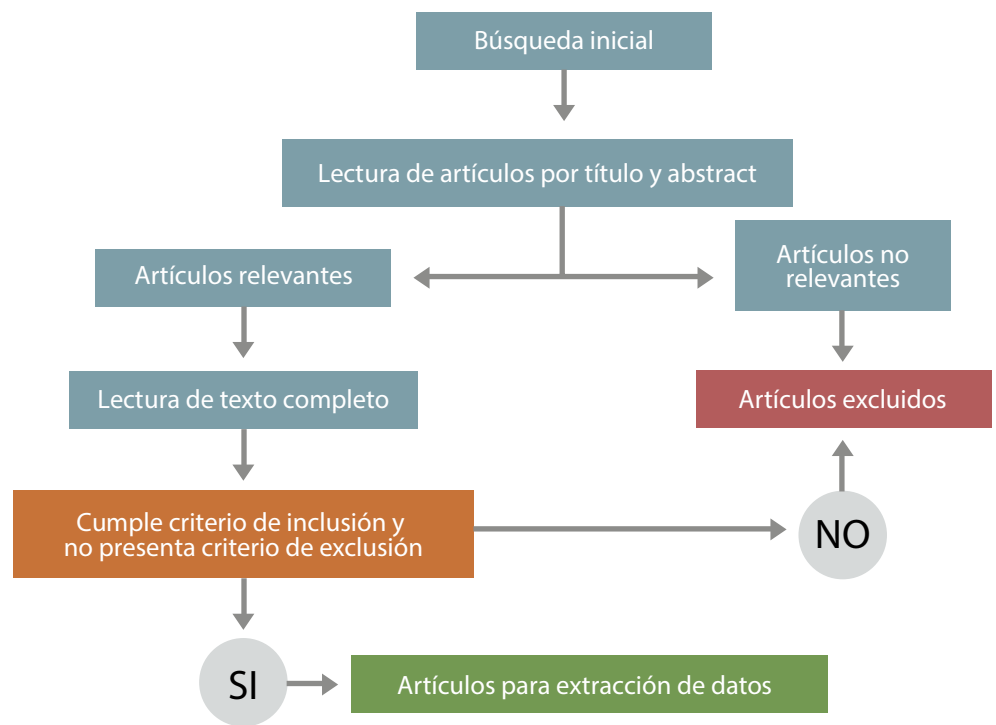 Búsqueda inicial
Lectura de artículos por título y abstract
Artículos relevantes
Artículos no
relevantes
Lectura de texto completo
Artículos excluidos
Cumple criterio de inclusión y
no presenta criterio de exclusión
NO
SI
Artículos para extracción de datos